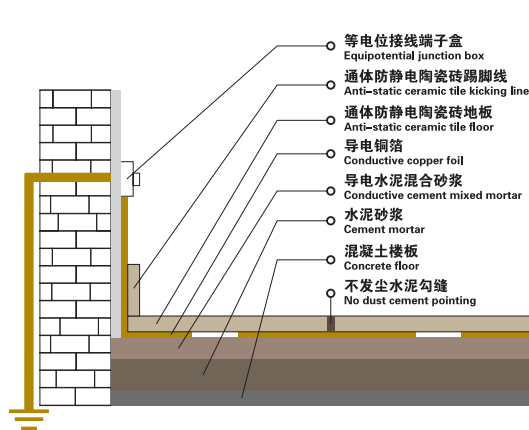 等电位接线端子盒
Equipotential junction box
通体防静电陶瓷砖踢脚线
Anti-static ceramic tile kicking line
通体防静电陶瓷砖地板
Anti-static ceramic tile floor
导电铜箔
Conductive copper foil
导电水泥混合砂浆
Conductive cement mixed mortar
水泥砂浆
Cement mortar
混凝土楼板
Concrete floor
不发尘水泥勾缝
No dust cement pointing